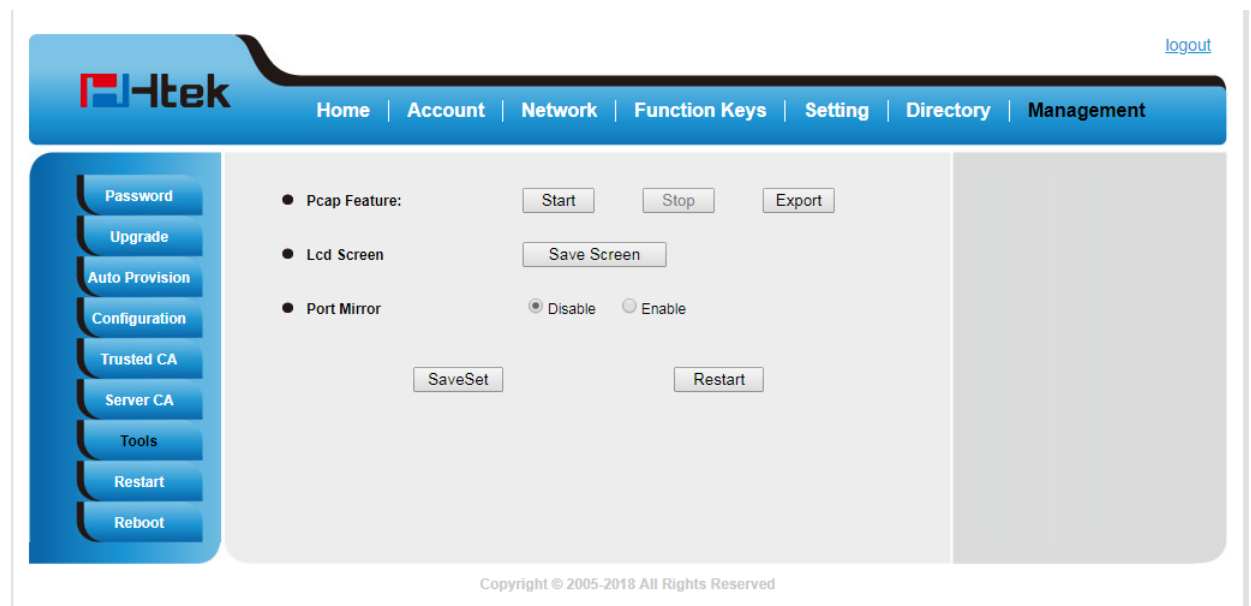 logout
Htek
Home | Account | Network | Function Keys | Setting | Directory | Management
Password
Upgrade
Auto Provision
Configuration
Trusted CA
Server CA
Tools
Restart
Reboot
Pcap Feature: Start Stop Export
Lcd Screen Save Screen
Port Mirror Disable Enable
SaveSet Restart
Copyright © 2005-2018 All Rights Reserved